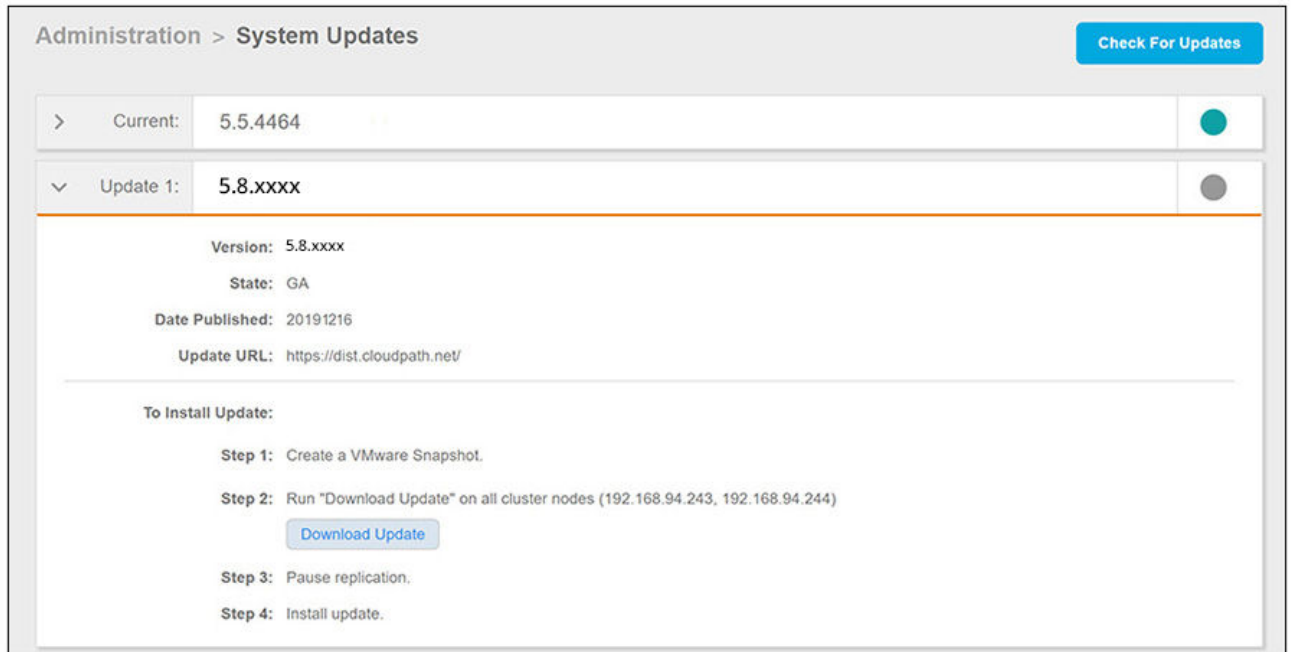 Administration > System Updates
Check For Updates
Current: 5.5.4464
Update 1: 5.8.xxxx
Version: 5.8.xxxx
State: GA
Date Published: 20191216
Update URL: https://dist.cloudpath.net/
To Install Update:
Step 1: Create a VMware Snapshot.
Step 2: Run "Download Update" on all cluster nodes (192.168.94.243, 192.168.94.244)
Download Update
Step 3: Pause replication.
Step 4: Install update.